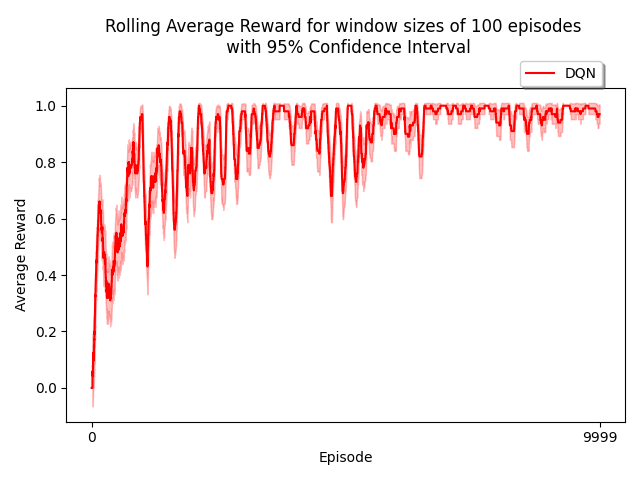 Rolling Average Reward for window sizes of 100 episodes
with 95% Confidence Interval
DQN
1.0
0.8
0.6
0.4
0.2
0.0
Average Reward
0
9999
Episode